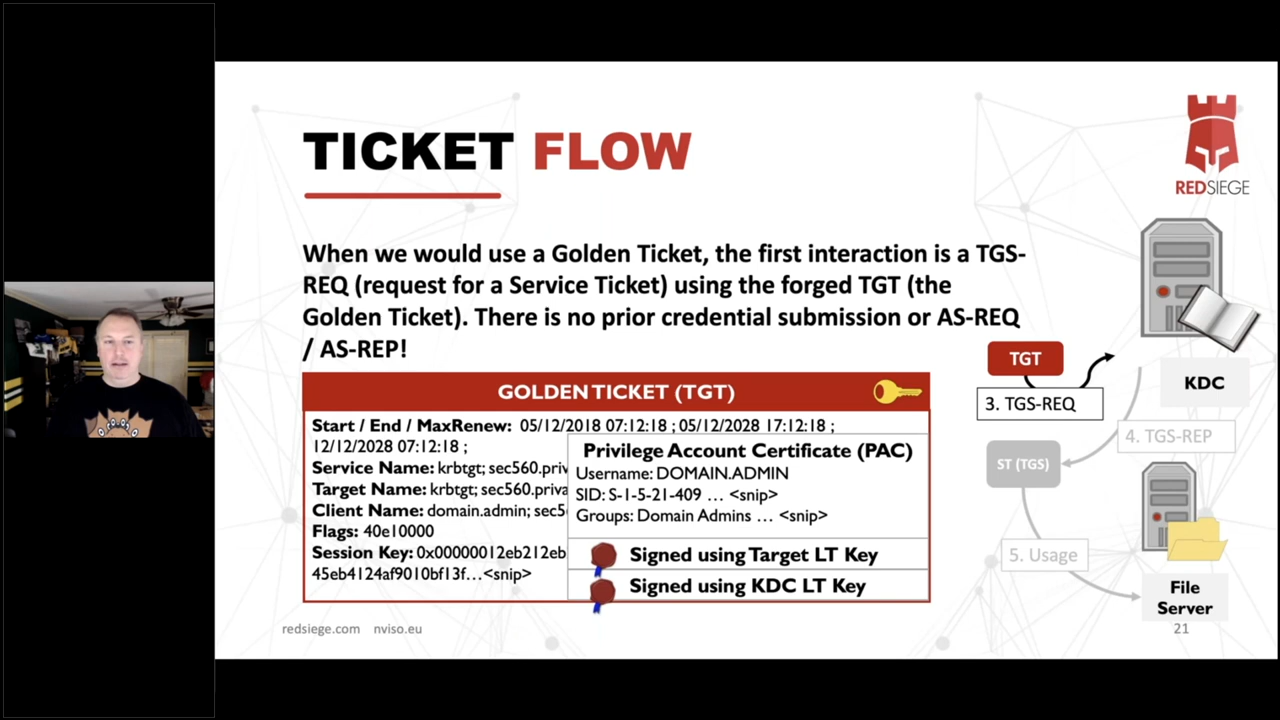 TICKET FLOW
REDSIEGE
When we would use a Golden Ticket, the first interaction is a TGS-
REQ (request for a Service Ticket) using the forged TGT (the
Golden Ticket). There is no prior credential submission or AS-REQ
/ AS-REP!
GOLDEN TICKET (TGT)
Start / End / MaxRenew: 05/12/2018 07:12:18 ; 05/12/2028 17:12:18 ;
12/12/2028 07:12:18 ;
Service Name: krbtgt; sec560.priv
Target Name: krbtgt; sec560.priva
Client Name: domain.admin; sec5
Flags: 40e10000
Session Key: 0x00000012eb212eb
45eb4124af9010bf13f…<snip>
Privilege Account Certificate (PAC)
Username: DOMAIN.ADMIN
SID: S-1-5-21-409 … <snip>
Groups: Domain Admins … <snip>
Signed using Target LT Key
Signed using KDC LT Key
TGT
3. TGS-REQ
KDC
4. TGS-REP
ST (TGS)
5. Usage
File
Server
redsiege.com nviso.eu
21